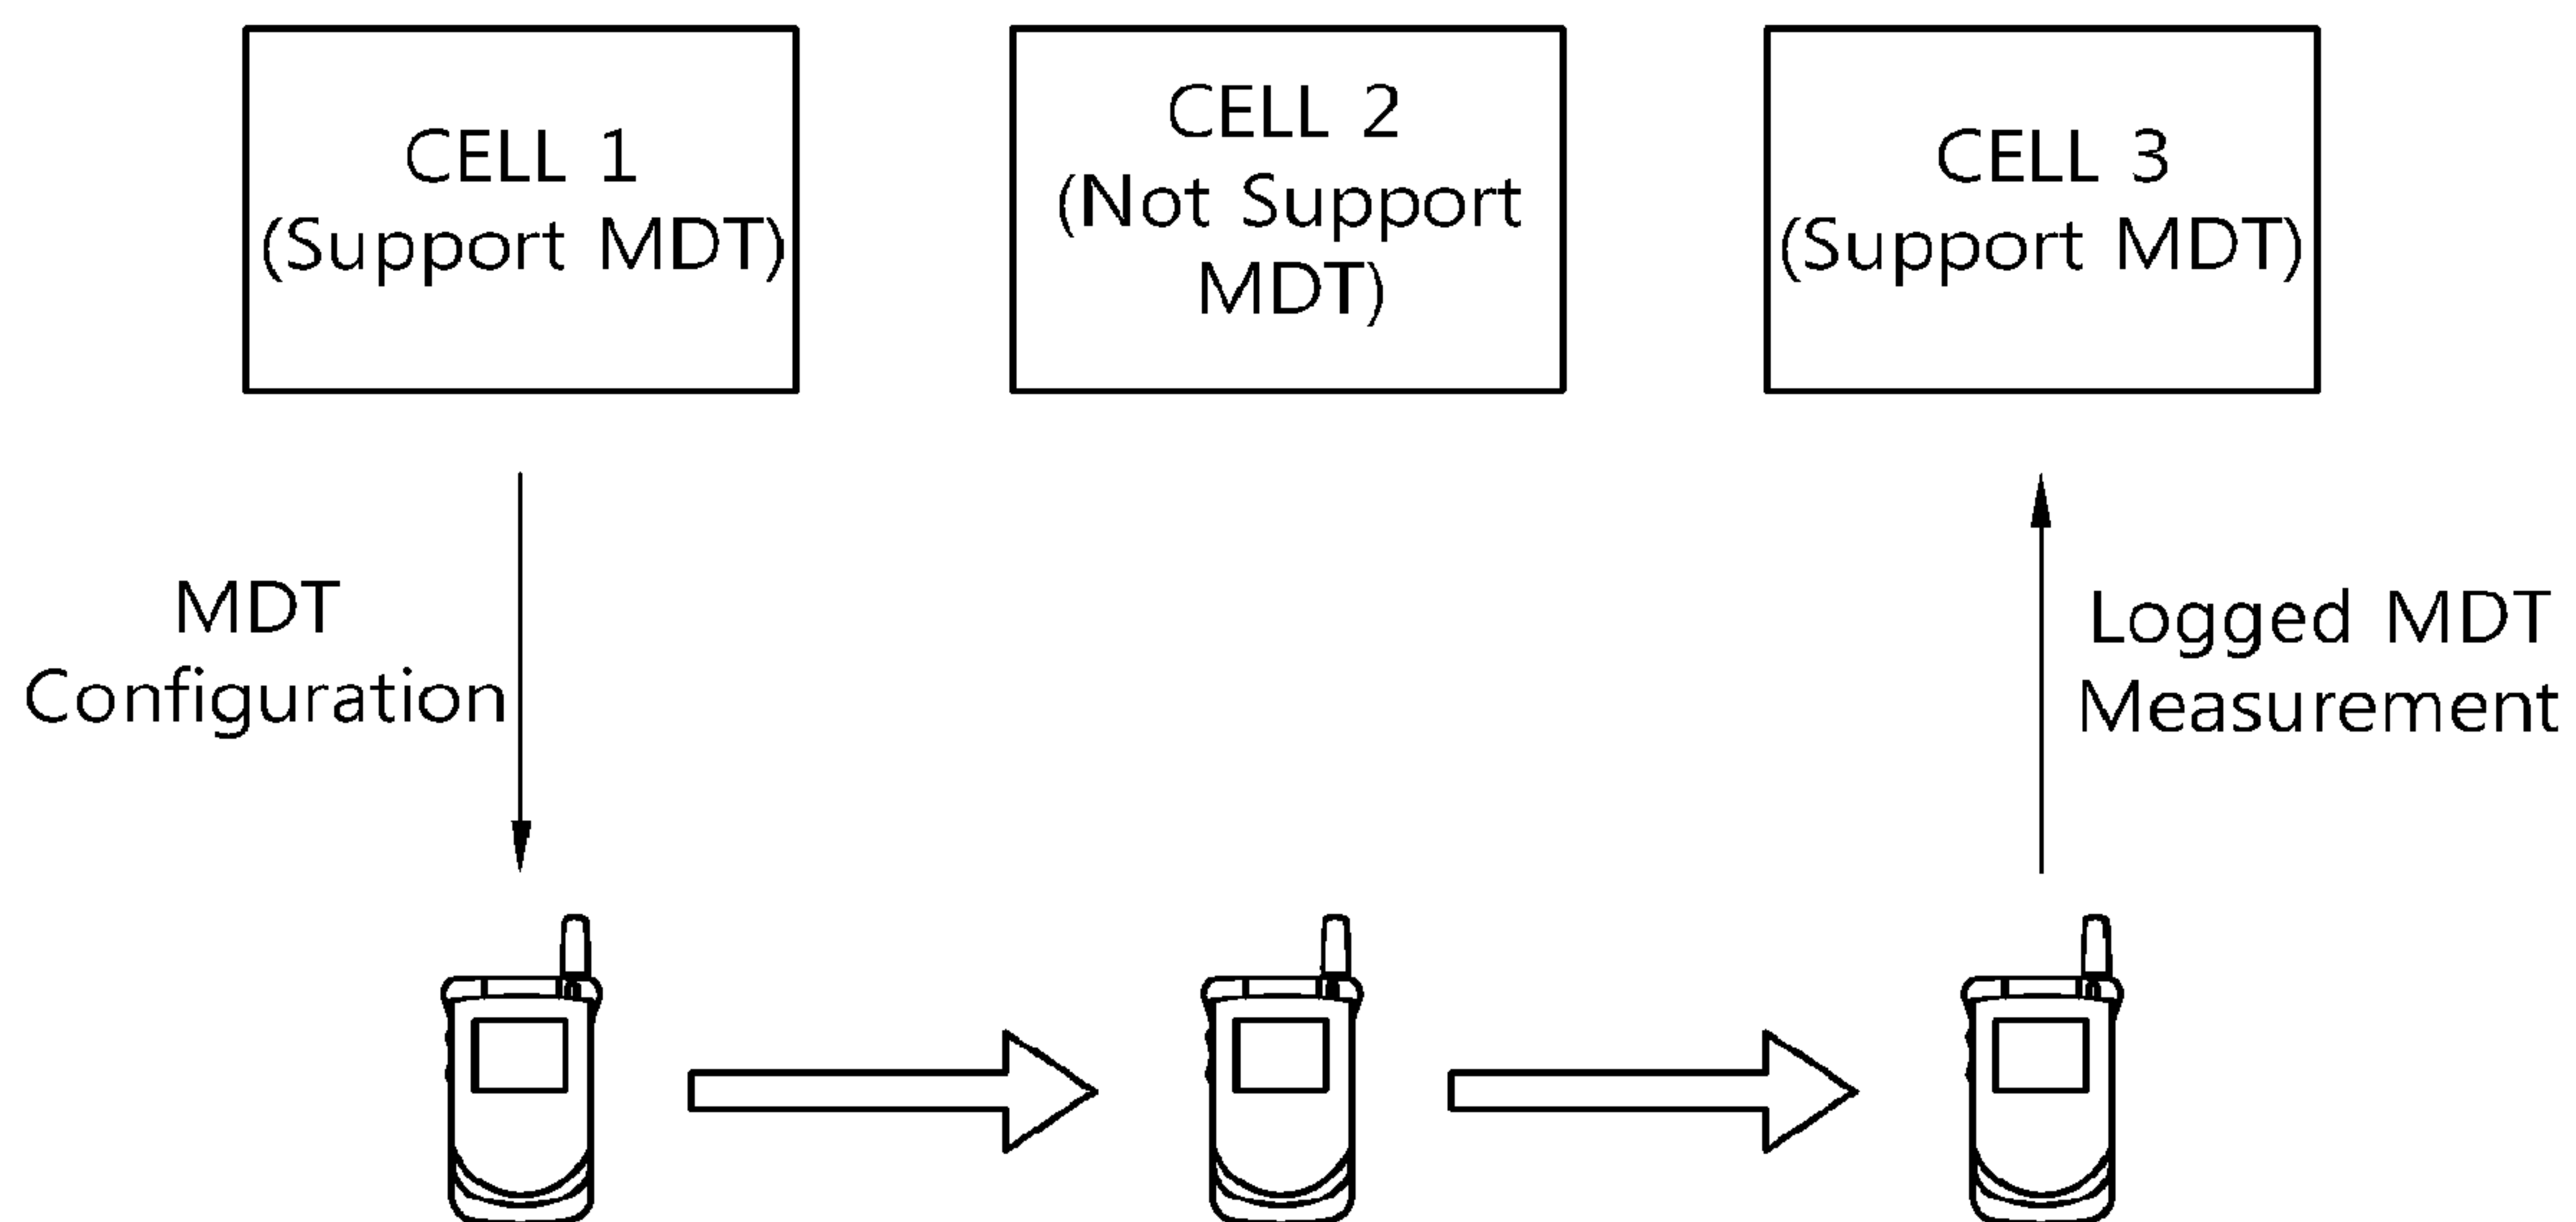 CELL 1
(Support MDT)
CELL 2
(Not Support
MDT)
CELL 3
(Support MDT)
MDT
Configuration
Logged MDT
Measurement